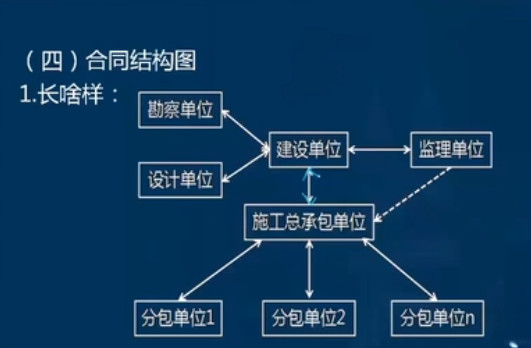 （四）合同结构图
1.长啥样：
勘察单位
建设单位
监理单位
设计单位
施工总承包单位
分包单位1
分包单位2
分包单位n